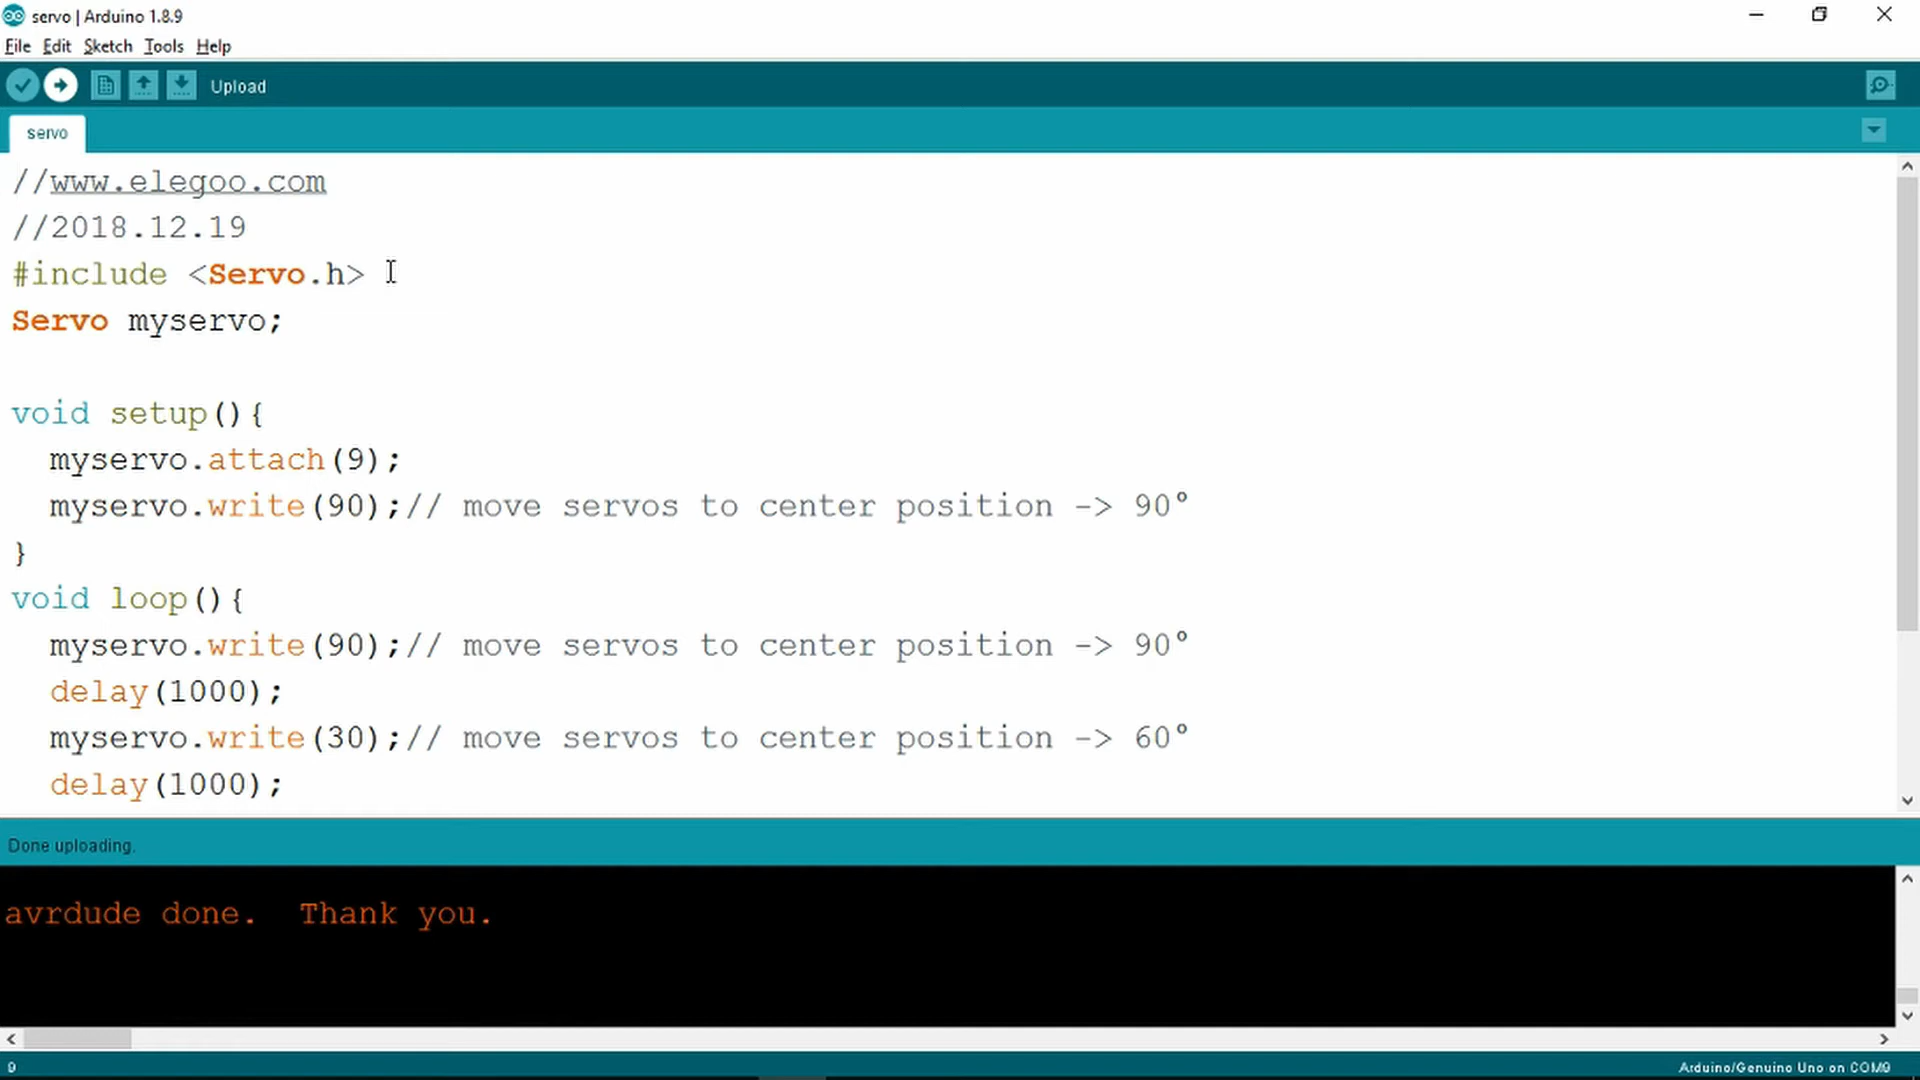 servo | Arduino 1.8.9
File Edit Sketch Tools Help
Upload
servo
//www.elegoo.com
//2018.12.19
#include <Servo.h>
Servo myservo;
void setup(){
myservo.attach(9);
myservo.write(90);// move servos to center position -> 90°
}
void loop(){
myservo.write(90);// move servos to center position -> 90°
delay(1000);
myservo.write(30);// move servos to center position -> 60°
delay(1000);
Done uploading.
avrdude done.  Thank you.
9 Arduino/Genuino Uno on COM9